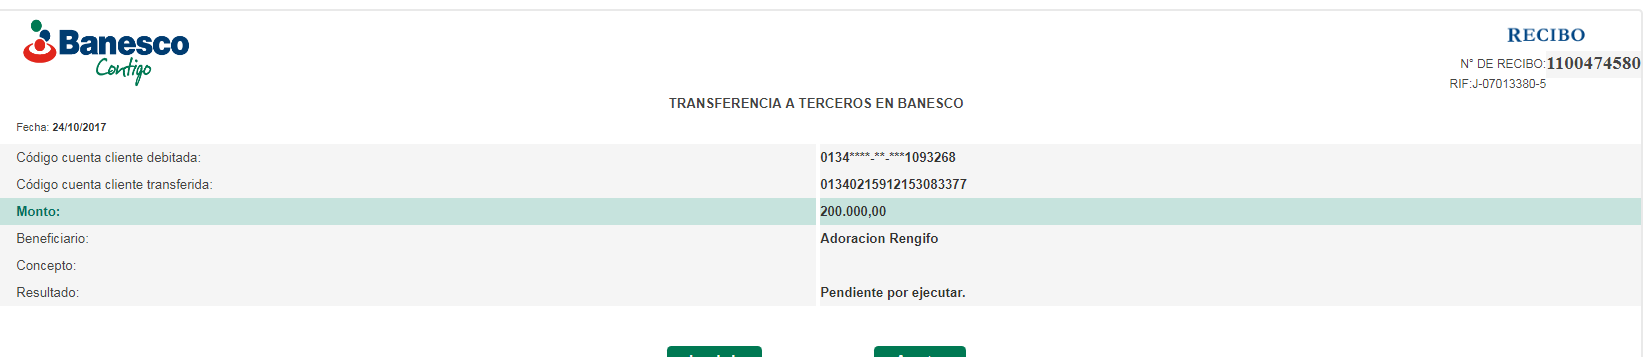 Banesco
Contigo
RECIBO
N° DE RECIBO:1100474580
RIF:J-07013380-5
TRANSFERENCIA A TERCEROS EN BANESCO
Fecha: 24/10/2017
Código cuenta cliente debitada: 0134****-**-***1093268
Código cuenta cliente transferida: 01340215912153083377
Monto: 200.000,00
Beneficiario: Adoracion Rengifo
Concepto:
Resultado: Pendiente por ejecutar.